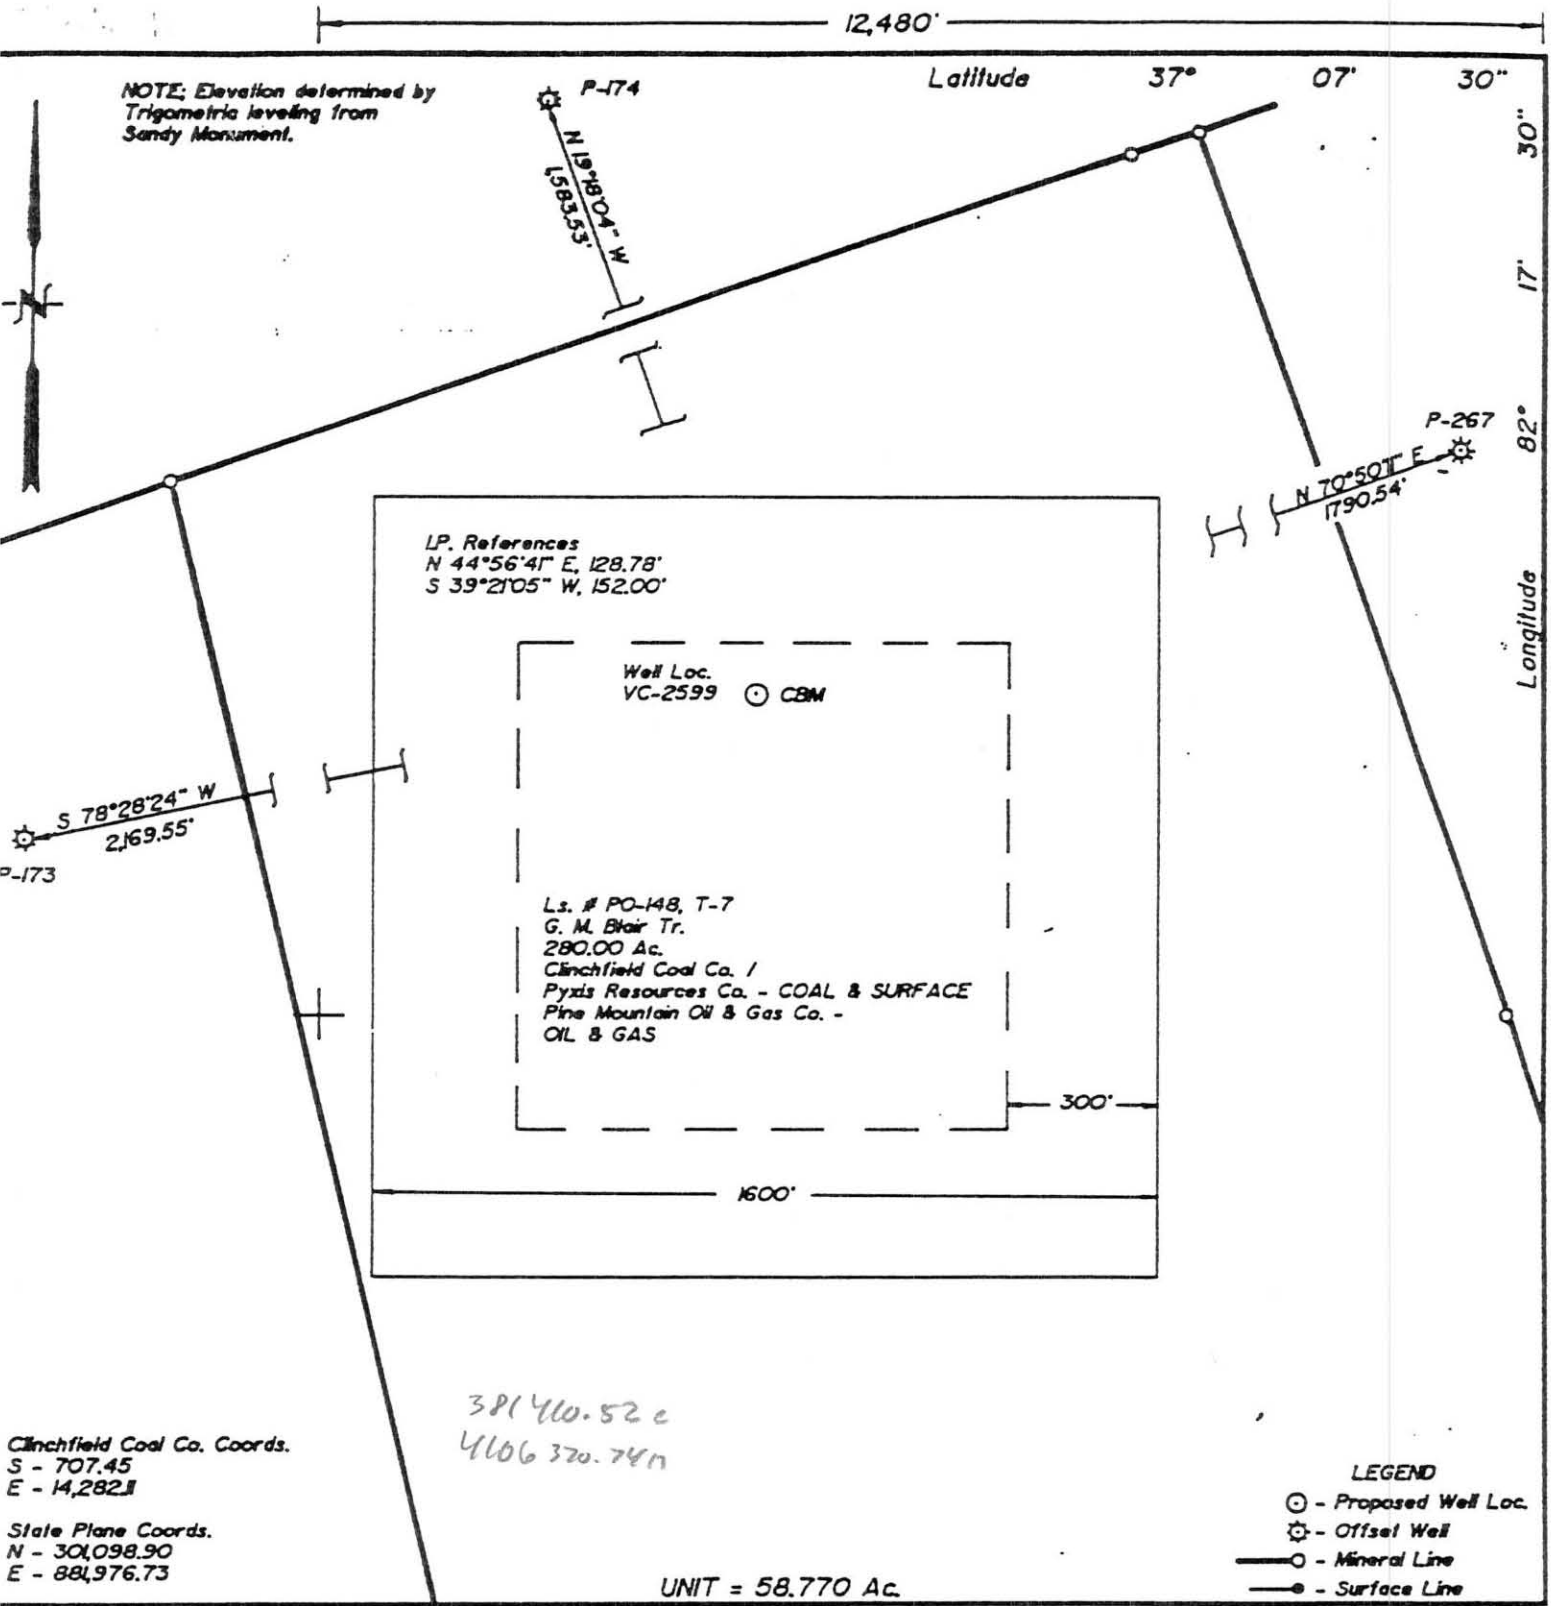 12,480'
Latitude 37° 07' 30"
NOTE: Elevation determined by
Trigometric leveling from
Sandy Monument.
P-174
N 19°18'04" W
1,583.53'
N
Longitude 82° 17' 30"
P-267
N 70°50'11" E
1790.54'
I.P. References
N 44°56'41" E, 128.78'
S 39°21'05" W, 152.00'
Well Loc.
VC-2599 CBM
S 78°28'24" W
2,169.55'
P-173
Ls. # PO-148, T-7
G. M. Blair Tr.
280.00 Ac.
Clinchfield Coal Co. /
Pyxis Resources Co. - COAL & SURFACE
Pine Mountain Oil & Gas Co. -
OIL & GAS
300'
1600'
4106 320.74n
Clinchfield Coal Co. Coords.
S - 707.45
E - 14,282.11
State Plane Coords.
N - 301,098.90
E - 881,976.73
UNIT = 58.770 Ac.
LEGEND
- Proposed Well Loc.
- Offset Well
- Mineral Line
- Surface Line